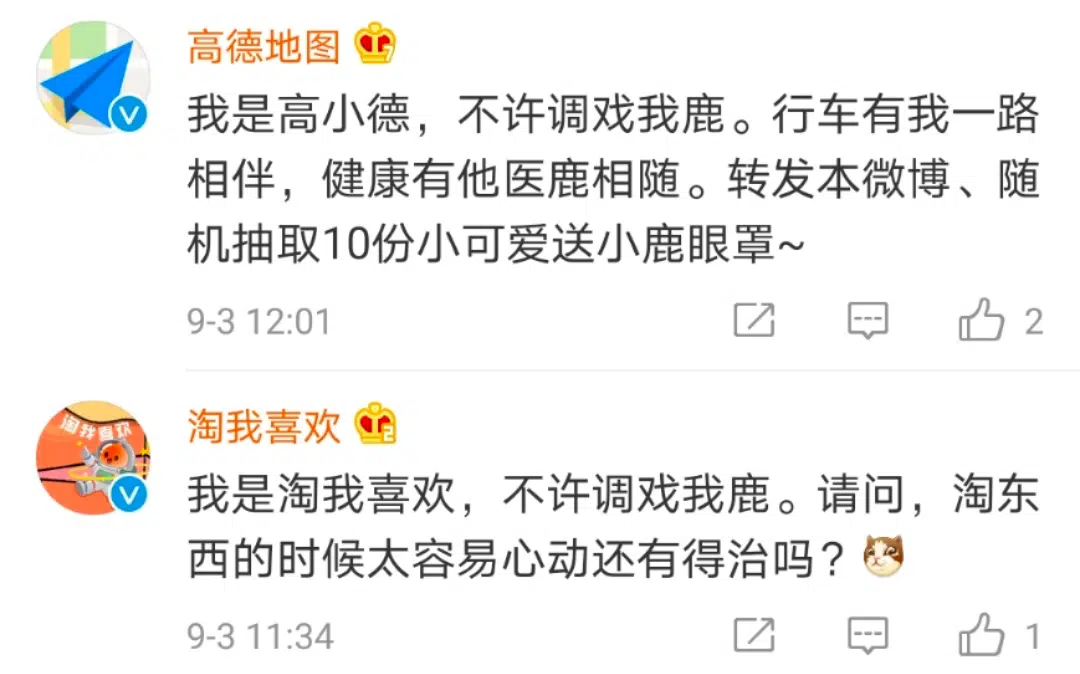 高德地图
我是高小德，不许调戏我鹿。行车有我一路
相伴，健康有他医鹿相随。转发本微博、随
机抽取10份小可爱送小鹿眼罩~
9-3 12:01
2
淘我喜欢
淘我喜欢
2
我是淘我喜欢，不许调戏我鹿。请问，淘东
西的时候太容易心动还有得治吗？
9-3 11:34
1